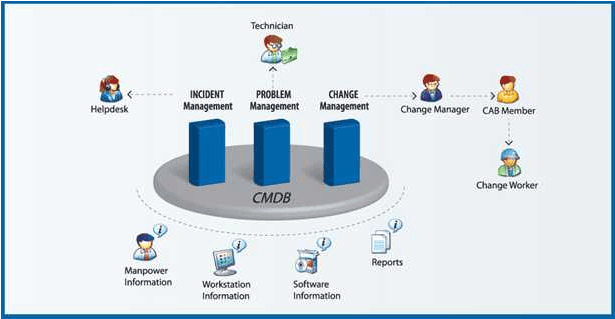 Technician
Helpdesk
INCIDENT
Management
PROBLEM
Management
CHANGE
Management
Change Manager
CAB Member
Change Worker
CMDB
i
Manpower
Information
i
Workstation
Information
i
Software
Information
i
Reports